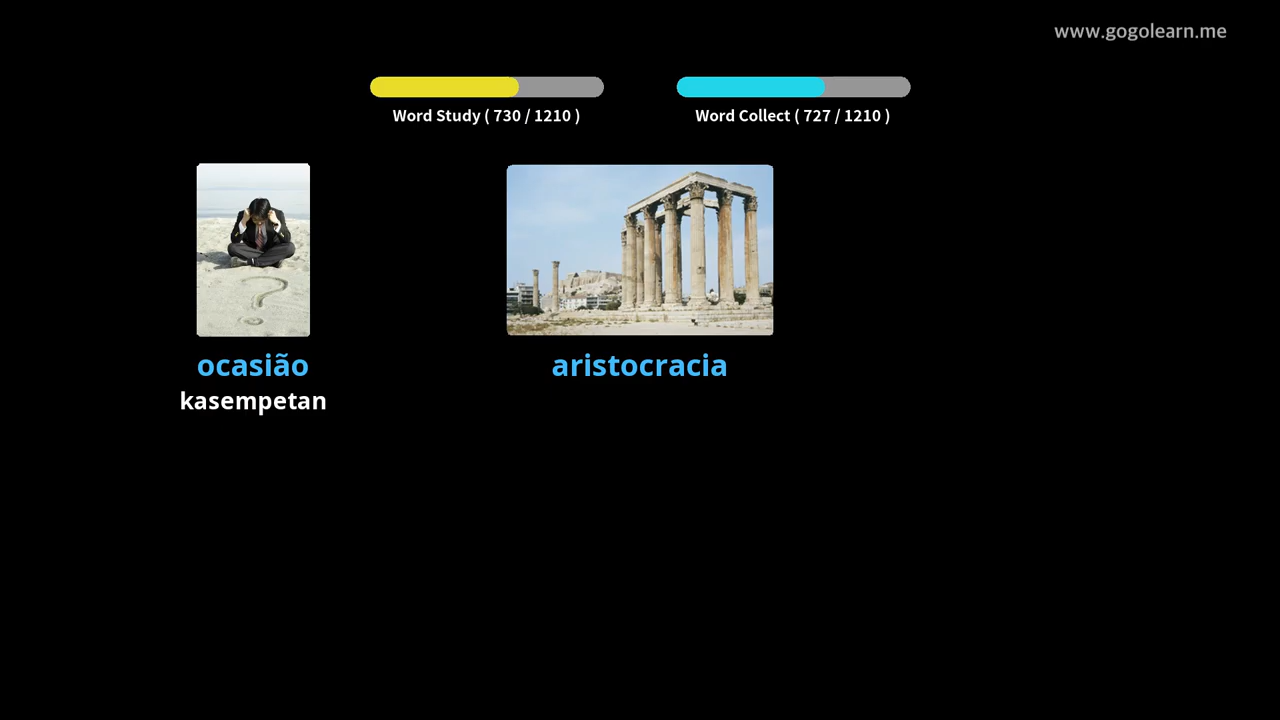 www.gogolearn.me
Word Study ( 730 / 1210 )
Word Collect ( 727 / 1210 )
ocasião
kasempetan
aristocracia